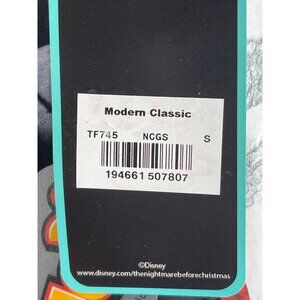 Modern Classic
TF745 NCGS S
194661 507807
©Disney
www.disney.com/thenightmarebeforechristmas